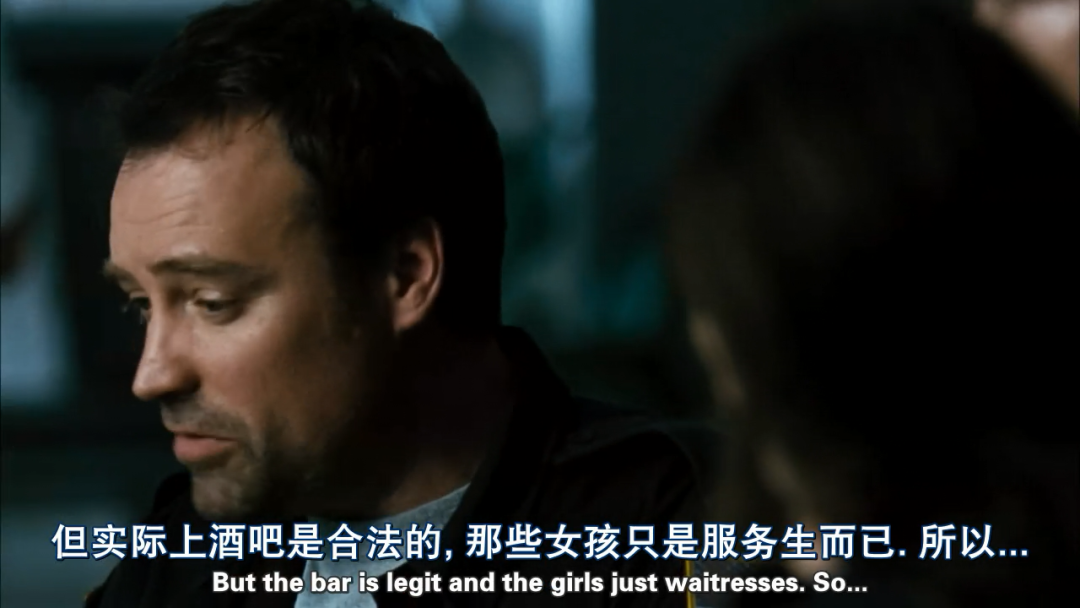 但实际上酒吧是合法的, 那些女孩只是服务生而已. 所以...
But the bar is legit and the girls just waitresses. So...